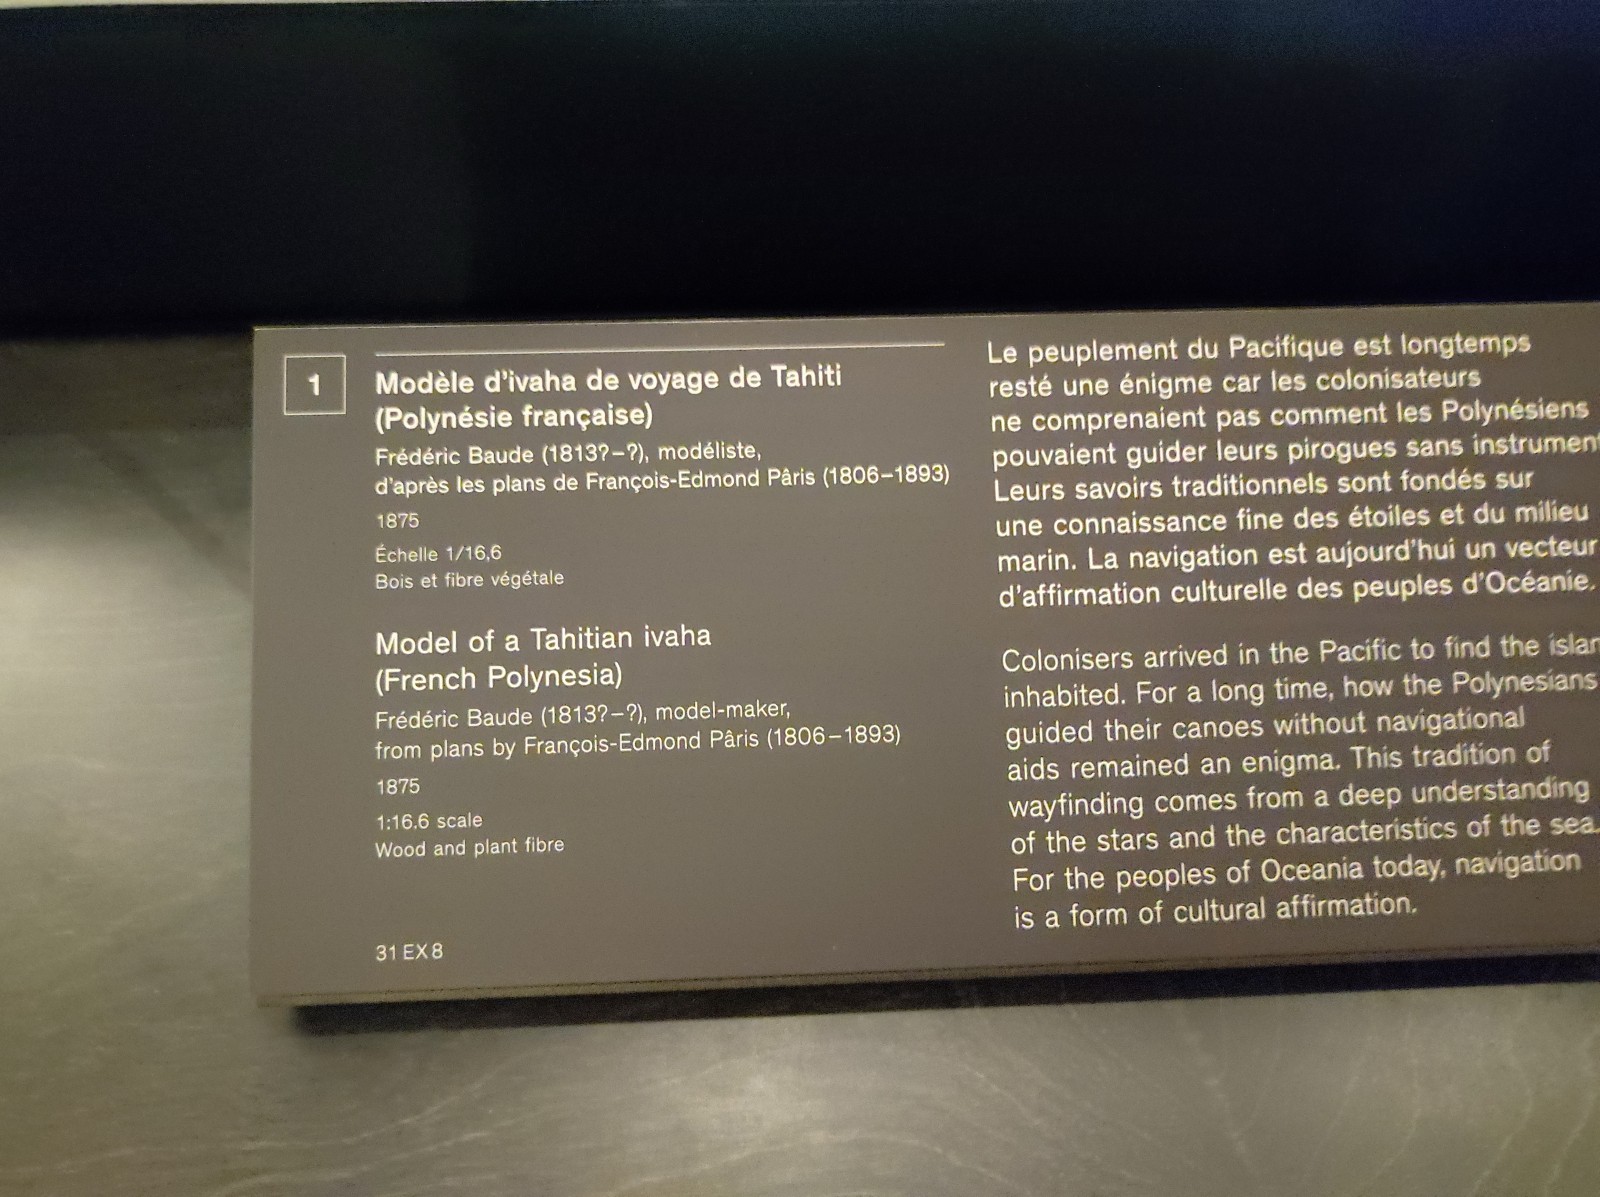 1
Modèle d'ivaha de voyage de Tahiti
(Polynésie française)
Frédéric Baude (1813?–?), modéliste,
d'après les plans de François-Edmond Pâris (1806–1893)
1875
Échelle 1/16,6
Bois et fibre végétale
Model of a Tahitian ivaha
(French Polynesia)
Frédéric Baude (1813?–?), model-maker,
from plans by François-Edmond Pâris (1806–1893)
1875
1:16.6 scale
Wood and plant fibre
31 EX 8
Le peuplement du Pacifique est longtemps
resté une énigme car les colonisateurs
ne comprenaient pas comment les Polynésiens
pouvaient guider leurs pirogues sans
Leurs savoirs traditionnels sont fondés sur
une connaissance fine des étoiles et du milieu
marin. La navigation est aujourd'hui un vecteur
d'affirmation culturelle des peuples d'Océanie.
Colonisers arrived in the Pacific to find the
inhabited. For a long time, how the Polynesians
guided their canoes without navigational
aids remained an enigma. This tradition of
wayfinding comes from a deep understanding
of the stars and the characteristics of the sea.
For the peoples of Oceania today, navigation
is a form of cultural affirmation.